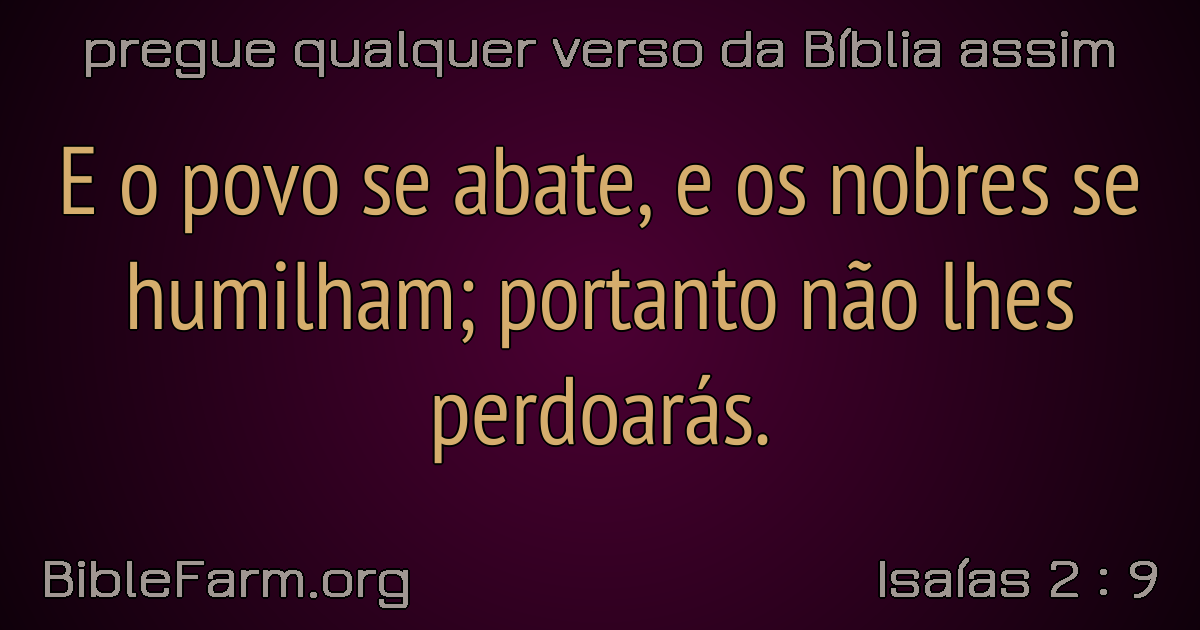 pregue qualquer verso da Bíblia assim
E o povo se abate, e os nobres se
humilham; portanto não lhes
perdoarás.
BibleFarm.org
Isaías 2 : 9